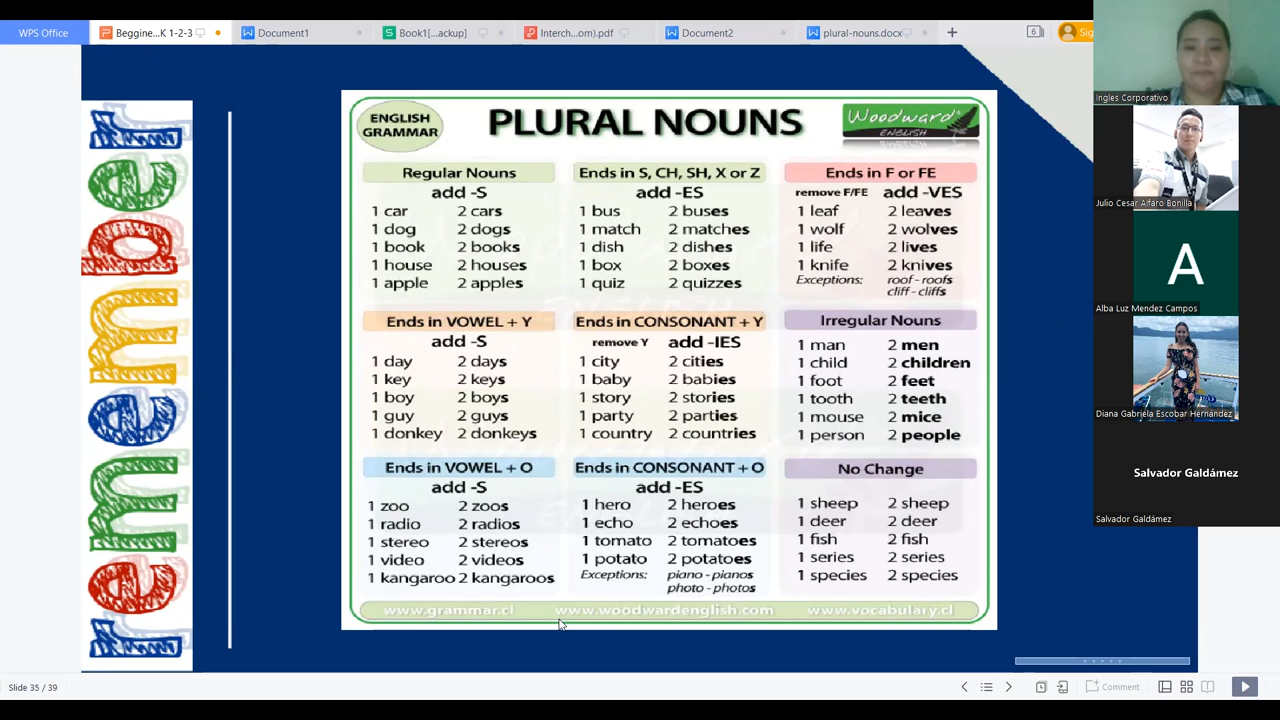 WPS Office
Beggine...K 1-2-3
Document1
Book1[...ackup]
Interch...om).pdf
Document2
plural-nouns.docx
+
6
Sig
Remember
ENGLISH
GRAMMAR
PLURAL NOUNS
Woodward
ENGLISH
Regular Nouns
add -S
1 car 2 cars
1 dog 2 dogs
1 book 2 books
1 house 2 houses
1 apple 2 apples
Ends in S, CH, SH, X or Z
add -ES
1 bus 2 buses
1 match 2 matches
1 dish 2 dishes
1 box 2 boxes
1 quiz 2 quizzes
Ends in F or FE
remove F/FE add -VES
1 leaf 2 leaves
1 wolf 2 wolves
1 life 2 lives
1 knife 2 knives
Exceptions: roof - roofs
cliff - cliffs
Ends in VOWEL + Y
add -S
1 day 2 days
1 key 2 keys
1 boy 2 boys
1 guy 2 guys
1 donkey 2 donkeys
Ends in CONSONANT + Y
remove Y add -IES
1 city 2 cities
1 baby 2 babies
1 story 2 stories
1 party 2 parties
1 country 2 countries
Irregular Nouns
1 man 2 men
1 child 2 children
1 foot 2 feet
1 tooth 2 teeth
1 mouse 2 mice
1 person 2 people
Ends in VOWEL + O
add -S
1 zoo 2 zoos
1 radio 2 radios
1 stereo 2 stereos
1 video 2 videos
1 kangaroo 2 kangaroos
Ends in CONSONANT + O
add -ES
1 hero 2 heroes
1 echo 2 echoes
1 tomato 2 tomatoes
1 potato 2 potatoes
Exceptions: piano - pianos
photo - photos
No Change
1 sheep 2 sheep
1 deer 2 deer
1 fish 2 fish
1 series 2 series
1 species 2 species
www.grammar.cl www.woodwardenglish.com www.vocabulary.cl
Ingles Corporativo
Julio Cesar Alfaro Bonilla
A
Alba Luz Mendez Campos
Diana Gabriela Escobar Hernández
Salvador Galdámez
Salvador Galdámez
Slide 35 / 39
Comment